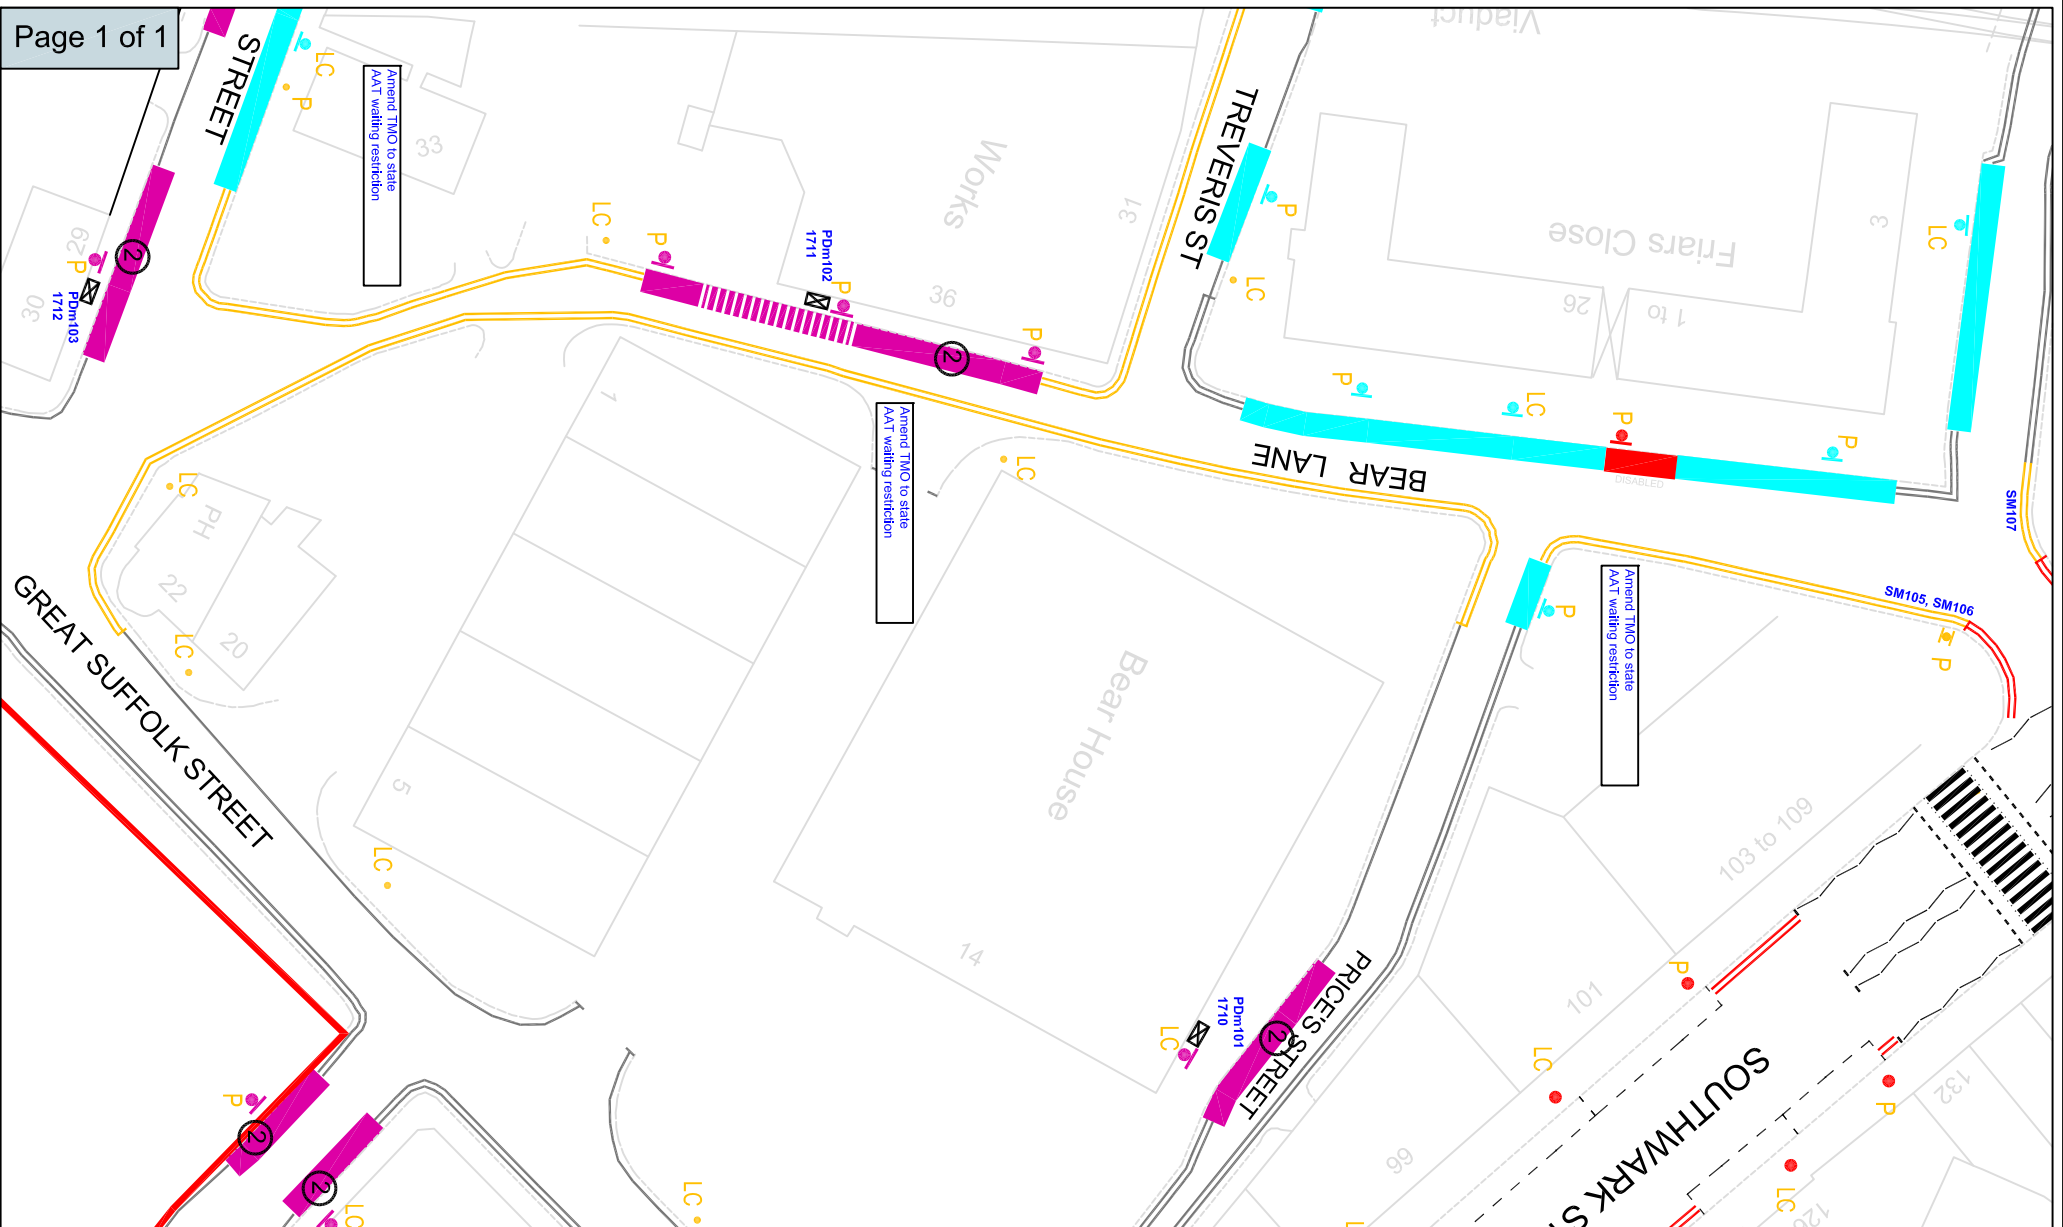 Page 1 of 1
STREET
LC
P
Amend TMO to state
AAT waiting restriction
33
Works
31
TREVERIS ST
Viaduct
P
LC
Friars Close
3
26
1 to
LC
29
30
P
2
PDm103
1712
LC
P
PDm102
1711
P
36
2
P
P
LC
P
DISABLED
P
BEAR LANE
SM107
Amend TMO to state
AAT waiting restriction
LC
1
5
LC
PH
22
20
LC
GREAT SUFFOLK STREET
LC
Bear House
14
P
Amend TMO to state
AAT waiting restriction
SM105, SM106
P
103 to 109
101
99
P
LC
PRICE'S STREET
2
PDm101
1710
LC
P
2
2
LC
LC
SOUTHWARK S
P
132
LC
LC